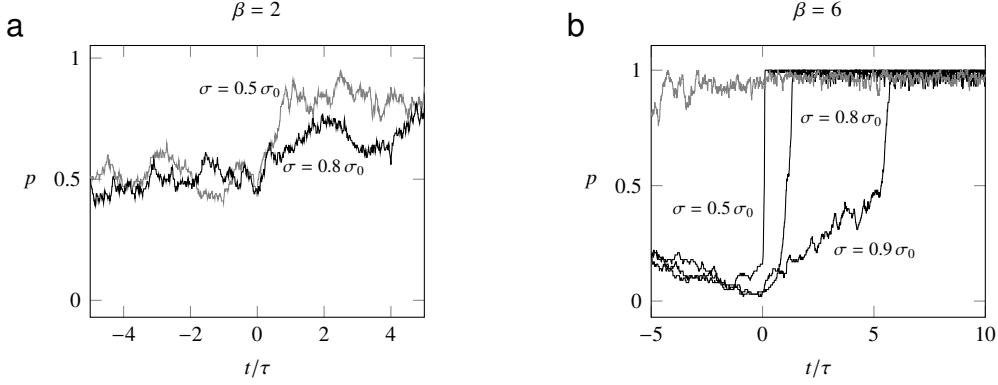 a
β = 2
1
0.5
0
p
σ = 0.5 σ₀
σ = 0.8 σ₀
−4 −2 0 2 4
t/τ
b
β = 6
1
0.5
0
p
σ = 0.8 σ₀
σ = 0.5 σ₀
σ = 0.9 σ₀
−5 0 5 10
t/τ